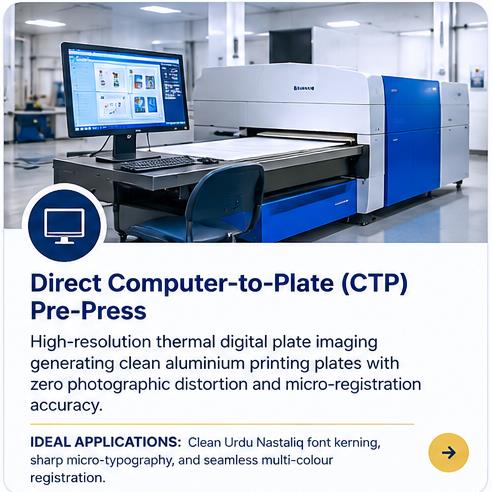 Direct Computer-to-Plate (CTP)
Pre-Press
High-resolution thermal digital plate imaging
generating clean aluminium printing plates with
zero photographic distortion and micro-registration
accuracy.
IDEAL APPLICATIONS: Clean Urdu Nastaliq font kerning,
sharp micro-typography, and seamless multi-colour
registration.